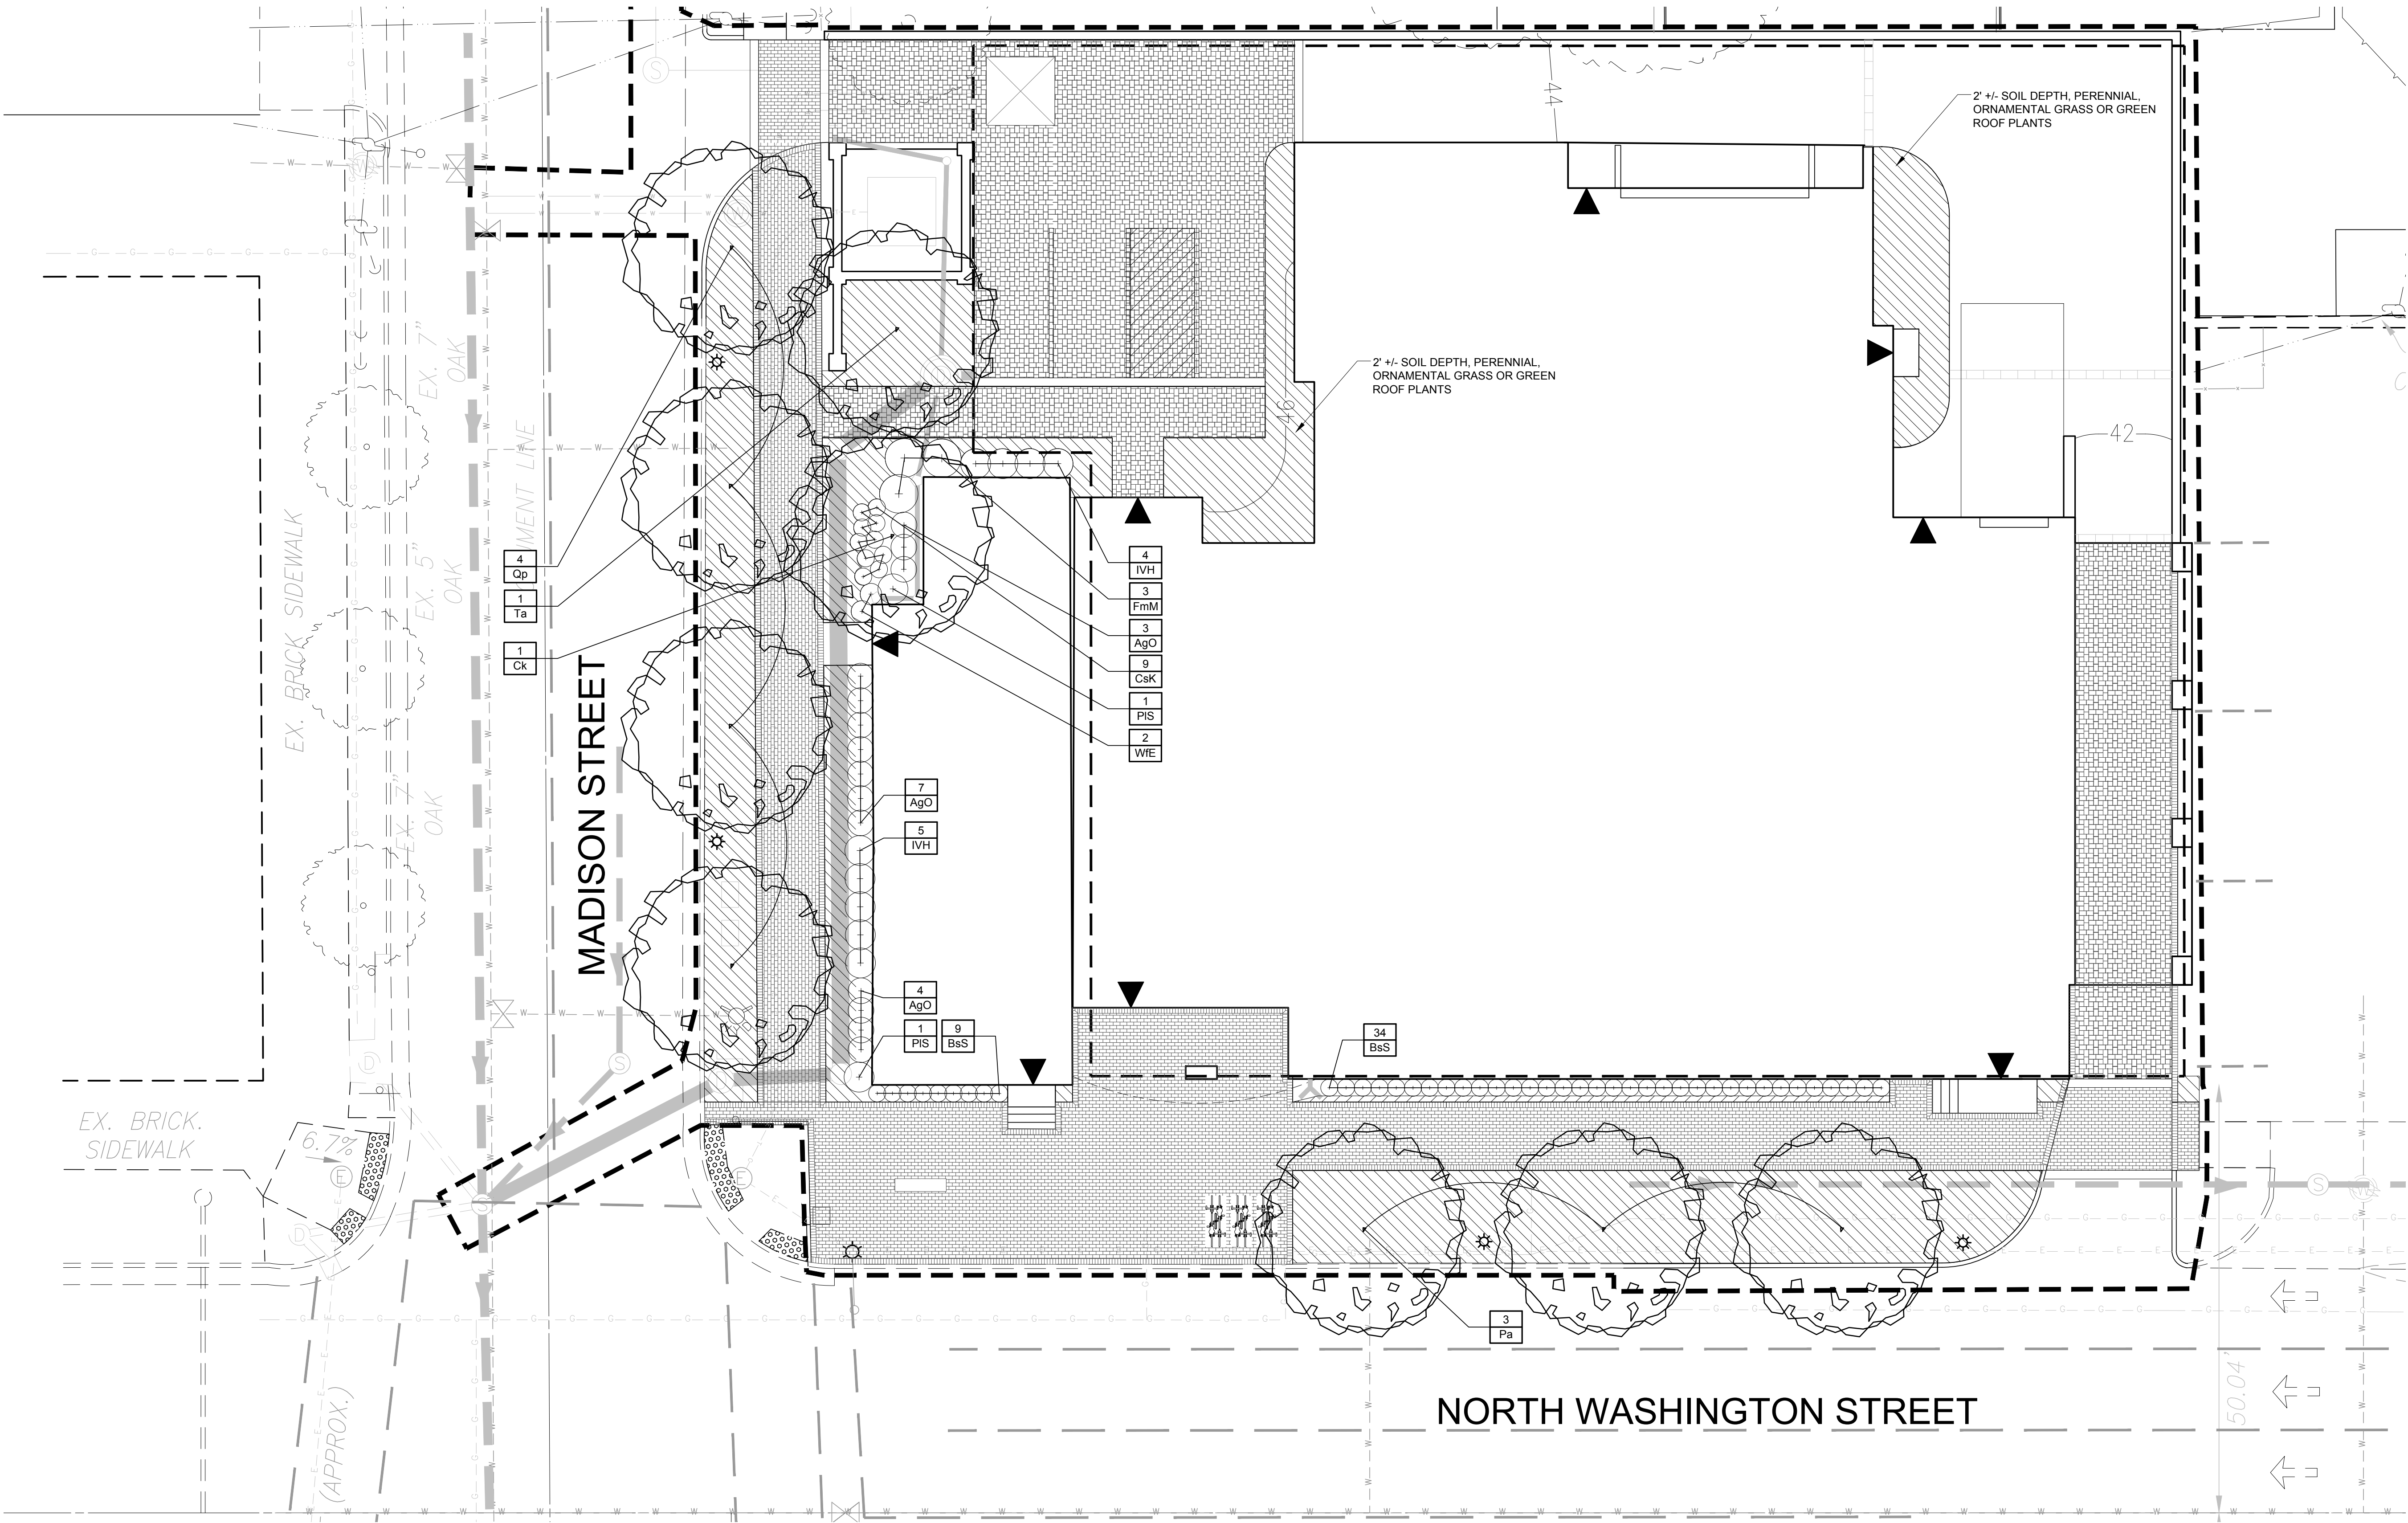 2' +/- SOIL DEPTH, PERENNIAL,
ORNAMENTAL GRASS OR GREEN
ROOF PLANTS
44
S
2' +/- SOIL DEPTH, PERENNIAL,
ORNAMENTAL GRASS OR GREEN
ROOF PLANTS
46
42
EX. 7"
OAK
EX. 5"
OAK
EX. 7"
OAK
EX. BRICK SIDEWALK
MENT LINE
4
Qp
1
Ta
1
Ck
4
IVH
3
FmM
3
AgO
9
CsK
1
PlS
2
WfE
MADISON STREET
7
AgO
5
IVH
4
AgO
1
PlS
9
BsS
34
BsS
S
D
EX. BRICK.
SIDEWALK
6.7%
E
E
S
S
D
3
Pa
NORTH WASHINGTON STREET
50.04'
(APPROX.)